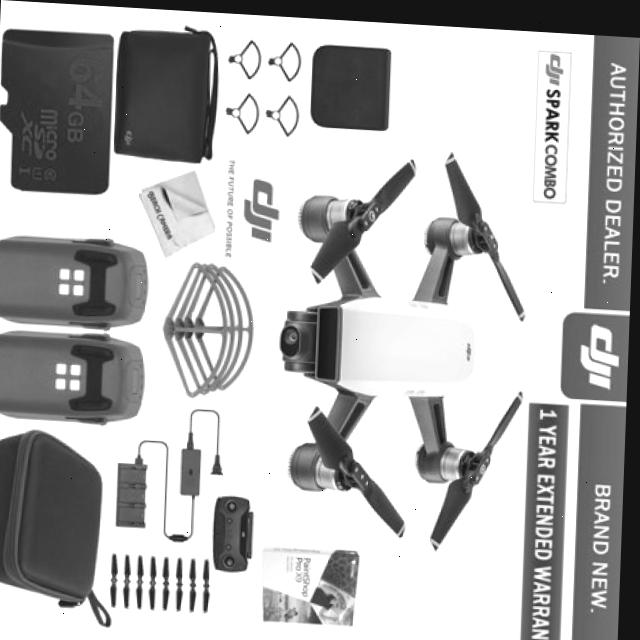 AUTHORIZED DEALER.
dji
BRAND NEW.
1 YEAR EXTENDED WARRAN
dji SPARK COMBO
dji
THE FUTURE OF POSSIBLE
64GB
micro
SD
XC I
dji
PaintShop
Pro X9